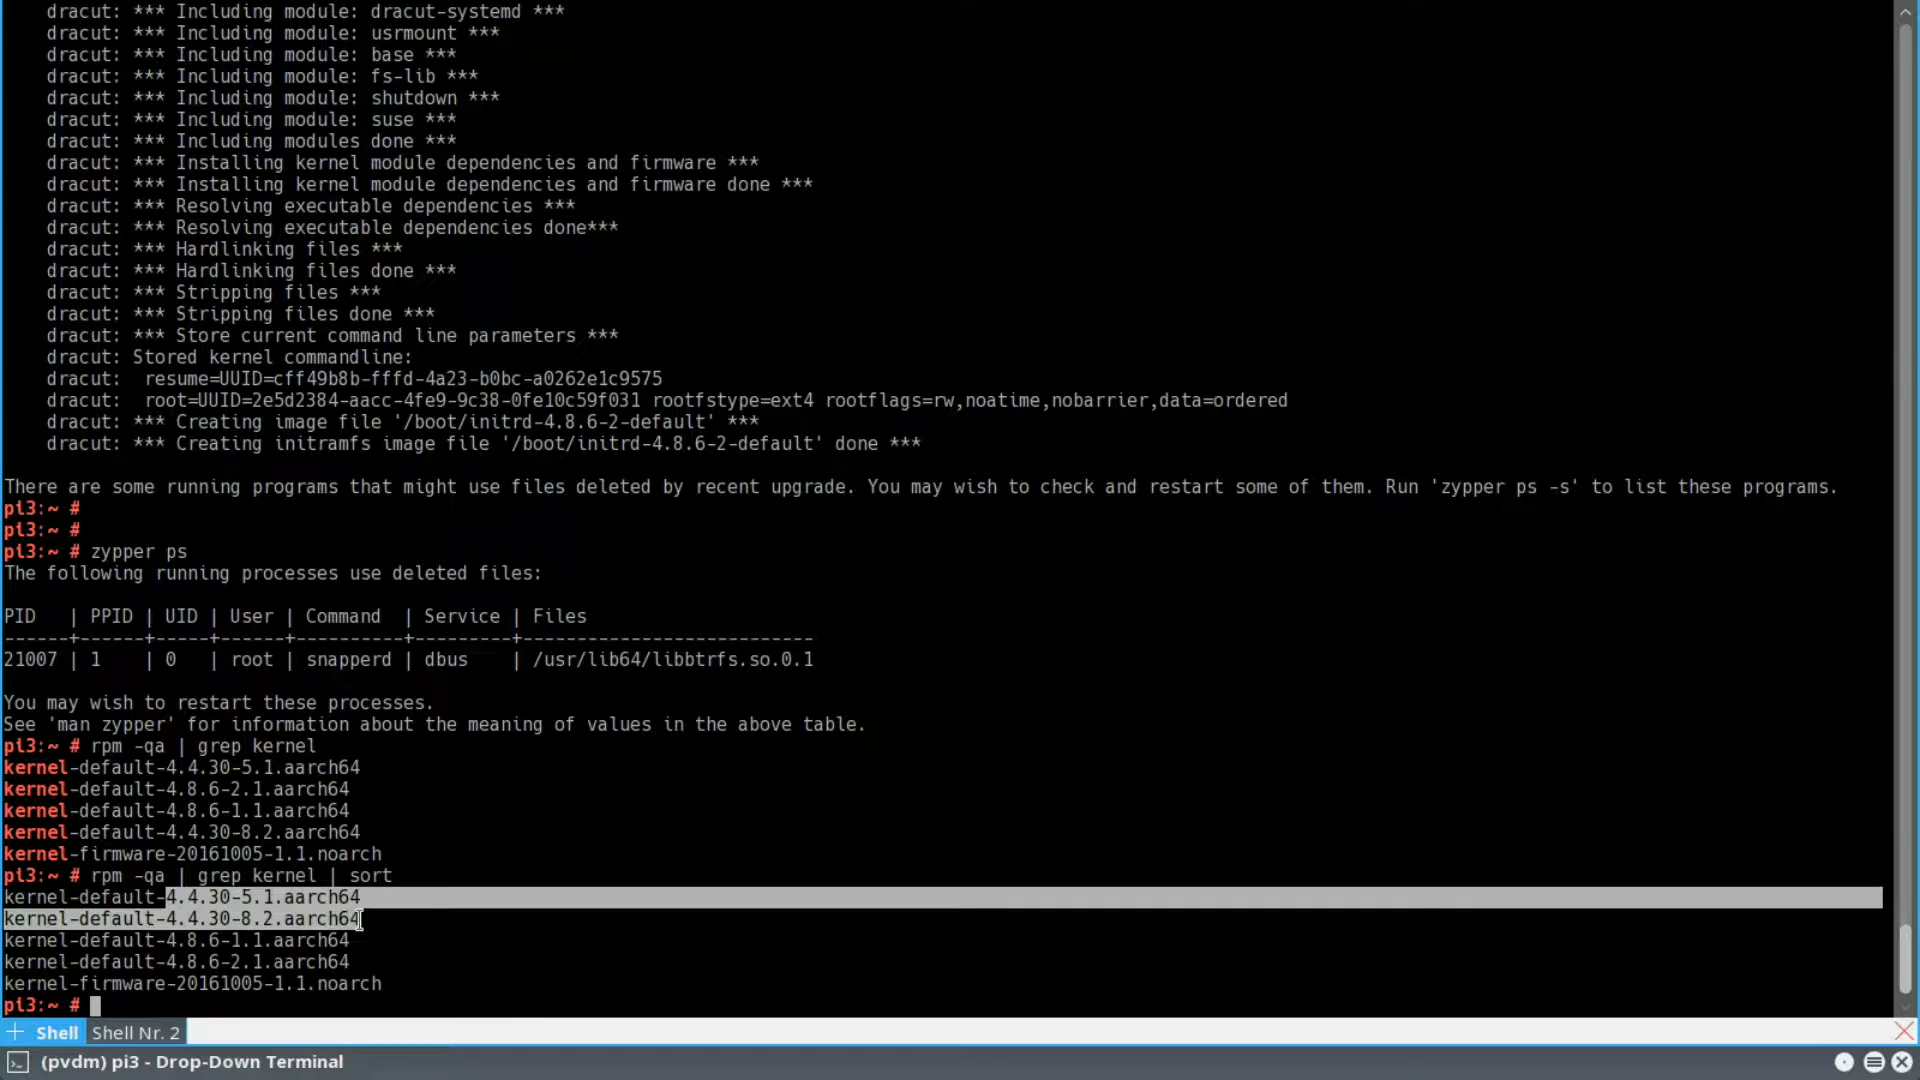 dracut: *** Including module: dracut-systemd ***
dracut: *** Including module: usrmount ***
dracut: *** Including module: base ***
dracut: *** Including module: fs-lib ***
dracut: *** Including module: shutdown ***
dracut: *** Including module: suse ***
dracut: *** Including modules done ***
dracut: *** Installing kernel module dependencies and firmware ***
dracut: *** Installing kernel module dependencies and firmware done ***
dracut: *** Resolving executable dependencies ***
dracut: *** Resolving executable dependencies done***
dracut: *** Hardlinking files ***
dracut: *** Hardlinking files done ***
dracut: *** Stripping files ***
dracut: *** Stripping files done ***
dracut: *** Store current command line parameters ***
dracut: Stored kernel commandline:
dracut:  resume=UUID=cff49b8b-fffd-4a23-b0bc-a0262e1c9575
dracut:  root=UUID=2e5d2384-aacc-4fe9-9c38-0fe10c59f031 rootfstype=ext4 rootflags=rw,noatime,nobarrier,data=ordered
dracut: *** Creating image file '/boot/initrd-4.8.6-2-default' ***
dracut: *** Creating initramfs image file '/boot/initrd-4.8.6-2-default' done ***
There are some running programs that might use files deleted by recent upgrade. You may wish to check and restart some of them. Run 'zypper ps -s' to list these programs.
pi3:~ #
pi3:~ #
pi3:~ # zypper ps
The following running processes use deleted files:
PID   | PPID | UID | User | Command  | Service | Files
------+------+-----+------+----------+---------+---------------------------
21007 | 1    | 0   | root | snapperd | dbus    | /usr/lib64/libbtrfs.so.0.1
You may wish to restart these processes.
See 'man zypper' for information about the meaning of values in the above table.
pi3:~ # rpm -qa | grep kernel
kernel-default-4.4.30-5.1.aarch64
kernel-default-4.8.6-2.1.aarch64
kernel-default-4.8.6-1.1.aarch64
kernel-default-4.4.30-8.2.aarch64
kernel-firmware-20161005-1.1.noarch
pi3:~ # rpm -qa | grep kernel | sort
kernel-default-4.4.30-5.1.aarch64
kernel-default-4.4.30-8.2.aarch64
kernel-default-4.8.6-1.1.aarch64
kernel-default-4.8.6-2.1.aarch64
kernel-firmware-20161005-1.1.noarch
pi3:~ #
Shell Shell Nr. 2
(pvdm) pi3 - Drop-Down Terminal